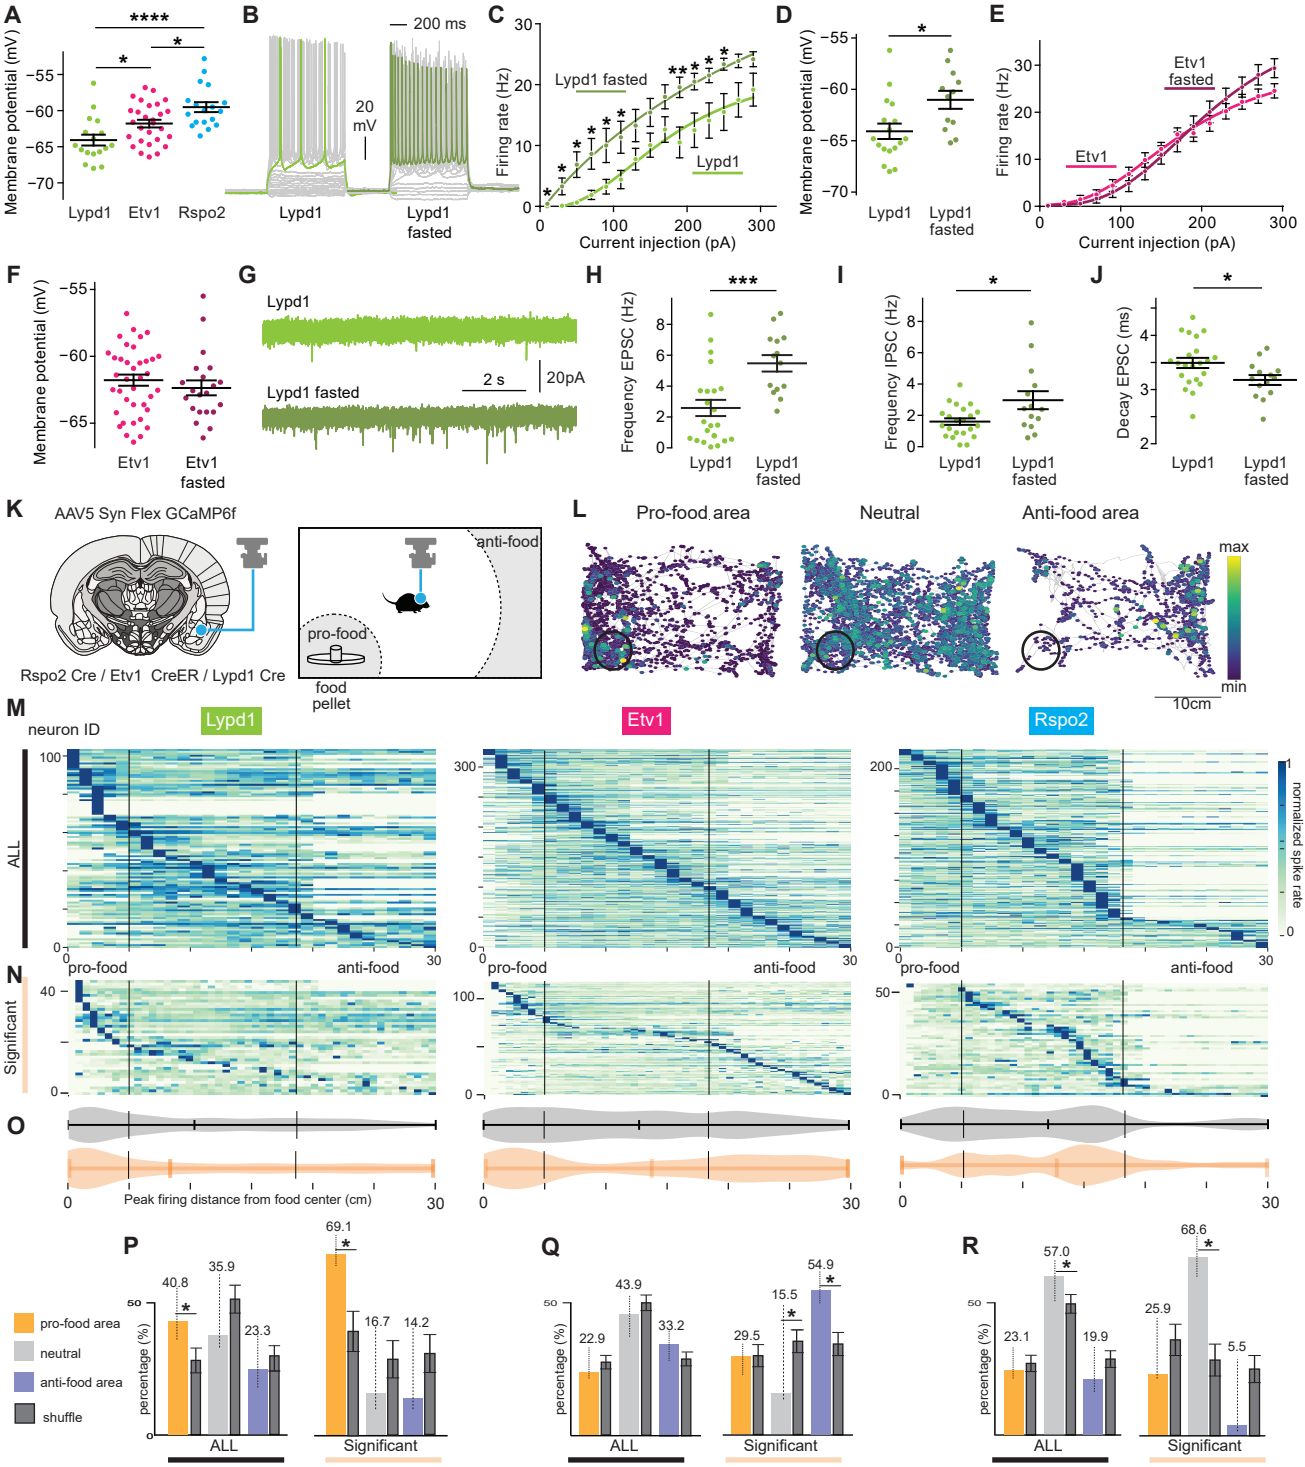 A
B
C
D
E
****
*
*
Membrane potential (mV)
−55
−60
−65
−70
Lypd1
Etv1
Rspo2
200 ms
20
mV
Lypd1
Lypd1
fasted
Firing rate (Hz)
30
20
10
0
Lypd1 fasted
Lypd1
* * * * * ** * * *
0
100
200
300
Current injection (pA)
Membrane potential (mV)
*
−55
−60
−65
−70
Lypd1
Lypd1
fasted
Firing rate (Hz)
30
20
10
0
Etv1
fasted
Etv1
0
100
200
300
Current injection (pA)
F
G
H
I
J
Membrane potential (mV)
−55
−60
−65
Etv1
Etv1
fasted
Lypd1
Lypd1 fasted
2 s
20pA
Frequency EPSC (Hz)
***
8
6
4
2
0
Lypd1
Lypd1
fasted
Frequency IPSC (Hz)
*
8
6
4
2
0
Lypd1
Lypd1
fasted
Decay EPSC (ms)
*
4
3
2
Lypd1
Lypd1
fasted
K
AAV5 Syn Flex GCaMP6f
Rspo2 Cre / Etv1 CreER / Lypd1 Cre
anti-food
pro-food
food
pellet
L
Pro-food area
Neutral
Anti-food area
max
min
10cm
M
neuron ID
Lypd1
Etv1
Rspo2
ALL
100
0
30
300
0
30
200
0
30
1
0
normalized spike rate
N
pro-food
anti-food
pro-food
anti-food
pro-food
anti-food
Significant
40
0
100
0
50
0
O
0
Peak firing distance from food center (cm)
30
0
30
0
30
P
Q
R
pro-food area
neutral
anti-food area
shuffle
percentage (%)
50
0
40.8
*
35.9
23.3
ALL
69.1
*
16.7
14.2
Significant
percentage (%)
50
22.9
43.9
33.2
ALL
29.5
15.5
*
54.9
*
Significant
percentage (%)
50
23.1
57.0
*
19.9
ALL
25.9
68.6
*
5.5
Significant